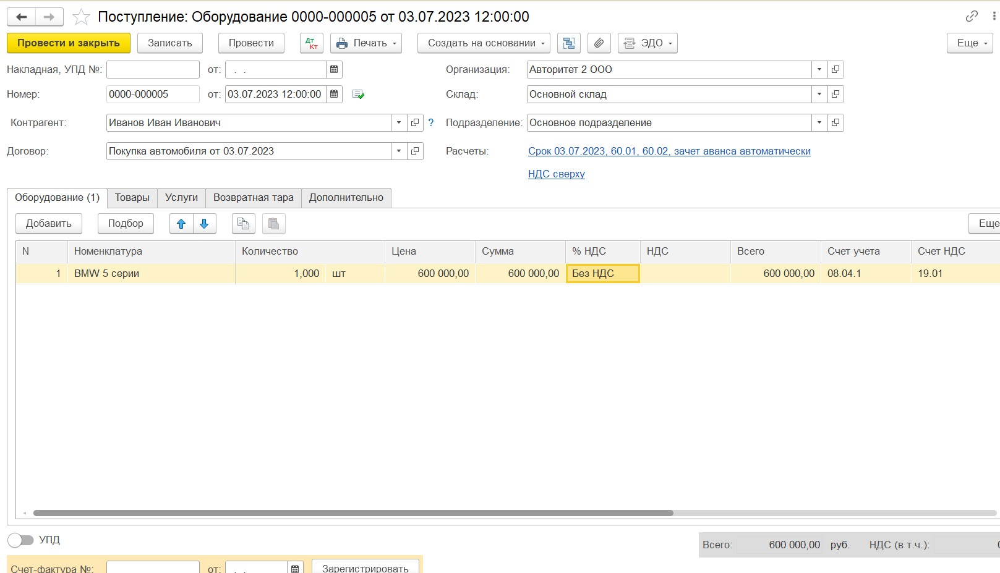 Поступление: Оборудование 0000-000005 от 03.07.2023 12:00:00
Провести и закрыть Записать Провести Дт Кт Печать Создать на основании ЭДО Еще
Накладная, УПД №: от: . . Организация: Авторитет 2 ООО
Номер: 0000-000005 от: 03.07.2023 12:00:00 Склад: Основной склад
Контрагент: Иванов Иван Иванович ? Подразделение: Основное подразделение
Договор: Покупка автомобиля от 03.07.2023 Расчеты: Срок 03.07.2023, 60.01, 60.02, зачет аванса автоматически
НДС сверху
Оборудование (1) Товары Услуги Возвратная тара Дополнительно
Добавить Подбор Еще
N Номенклатура Количество Цена Сумма % НДС НДС Всего Счет учета Счет НДС
1 BMW 5 серии 1,000 шт 600 000,00 600 000,00 Без НДС 600 000,00 08.04.1 19.01
УПД
Всего: 600 000,00 руб. НДС (в т.ч.):
Счет-фактура №: от: . . Зарегистрировать